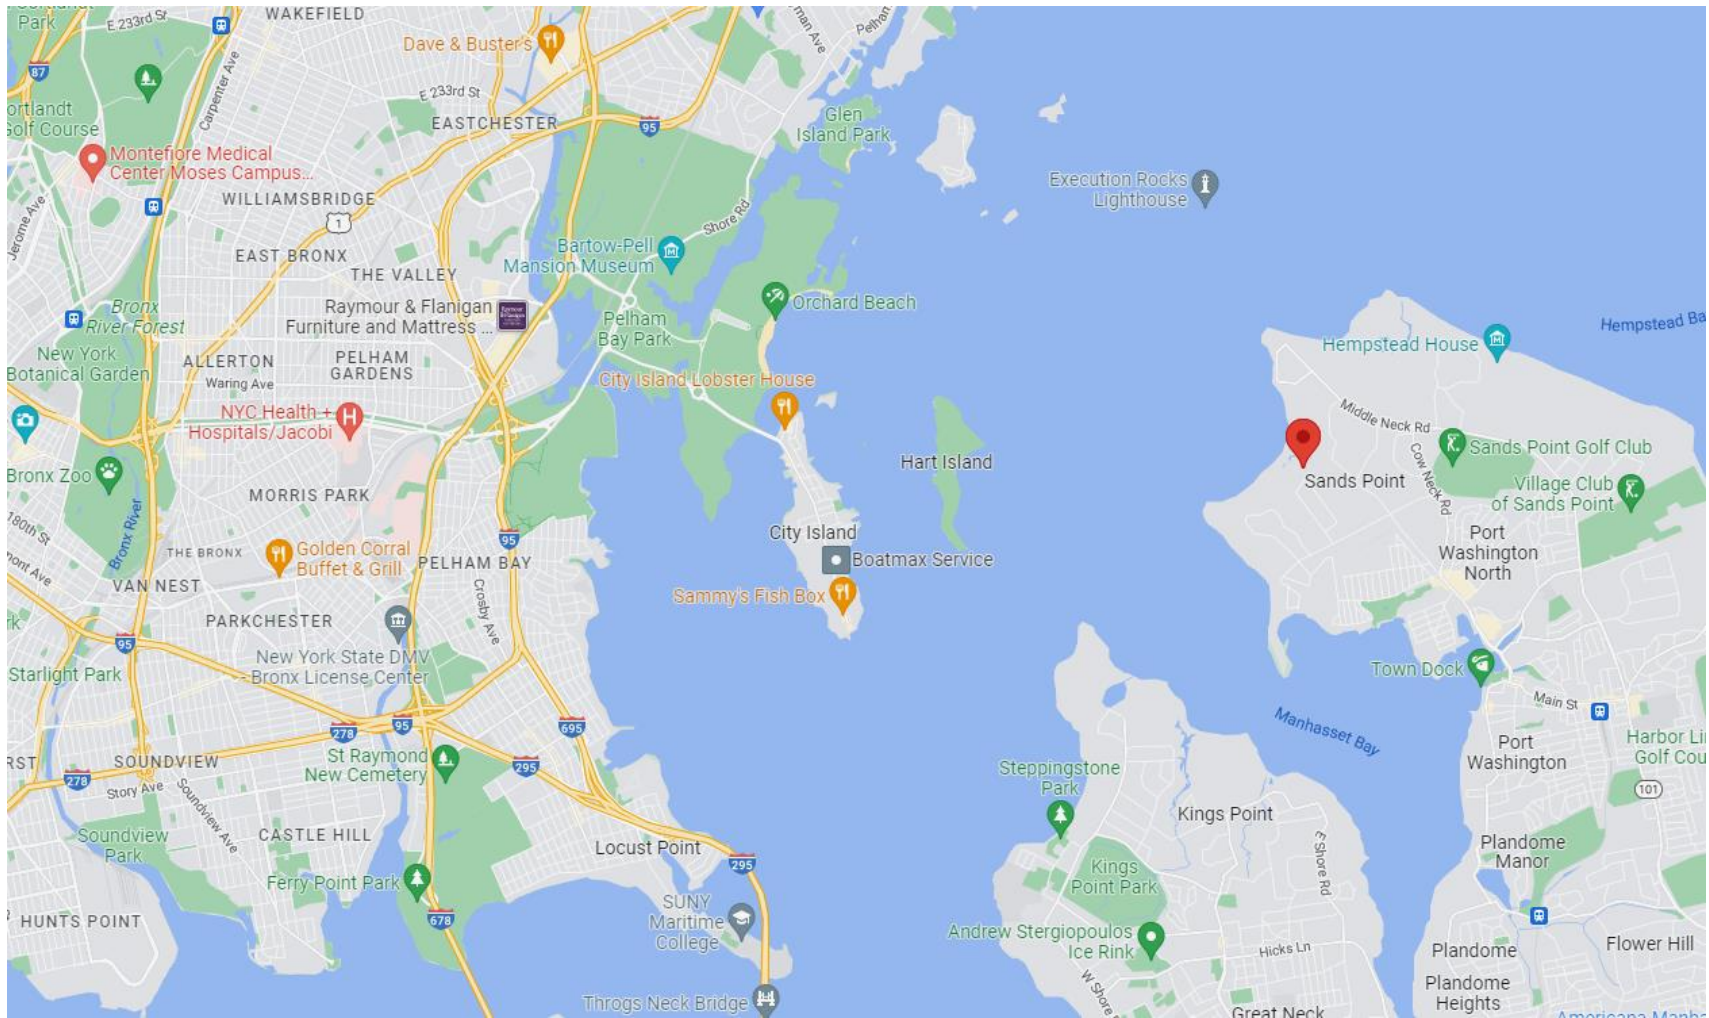 Park
E 233rd St
WAKEFIELD
Dave & Buster's
Pelham
87
E 233rd St
EASTCHESTER
95
Glen
Island Park
Golf Course
Carpenter Ave
Montefiore Medical
Center Moses Campus...
Execution Rocks
Lighthouse
WILLIAMSBRIDGE
1
Jerome Ave
Shore Rd
EAST BRONX
THE VALLEY
Bartow-Pell
Mansion Museum
Bronx
River Forest
Raymour & Flanigan
Furniture and Mattress ...
Orchard Beach
Pelham
Bay Park
Hempstead Ba
Hempstead House
New York
Botanical Garden
ALLERTON
Waring Ave
PELHAM
GARDENS
City Island Lobster House
NYC Health +
Hospitals/Jacobi
Middle Neck Rd
Cow Neck Rd
Sands Point Golf Club
Bronx Zoo
Hart Island
Sands Point
Village Club
of Sands Point
MORRIS PARK
180th St
Bronx River
THE BRONX
Golden Corral
Buffet & Grill
PELHAM BAY
95
City Island
Boatmax Service
Port
Washington
North
VAN NEST
Crosby Ave
Sammy's Fish Box
PARKCHESTER
95
New York State DMV
- Bronx License Center
Starlight Park
Town Dock
Main St
278
95
695
Manhasset Bay
SOUNDVIEW
278
Story Ave
Soundview Ave
St Raymond
New Cemetery
295
Steppingstone
Park
Port
Washington
Harbor Li
Golf Cou
101
Kings Point
Soundview
Park
CASTLE HILL
Locust Point
295
E Shore Rd
Plandome
Manor
Ferry Point Park
678
Kings
Point Park
HUNTS POINT
SUNY
Maritime
College
Andrew Stergiopoulos
Ice Rink
Hicks Ln
Plandome
Flower Hill
W Shore
Plandome
Heights
Throgs Neck Bridge
Great Neck